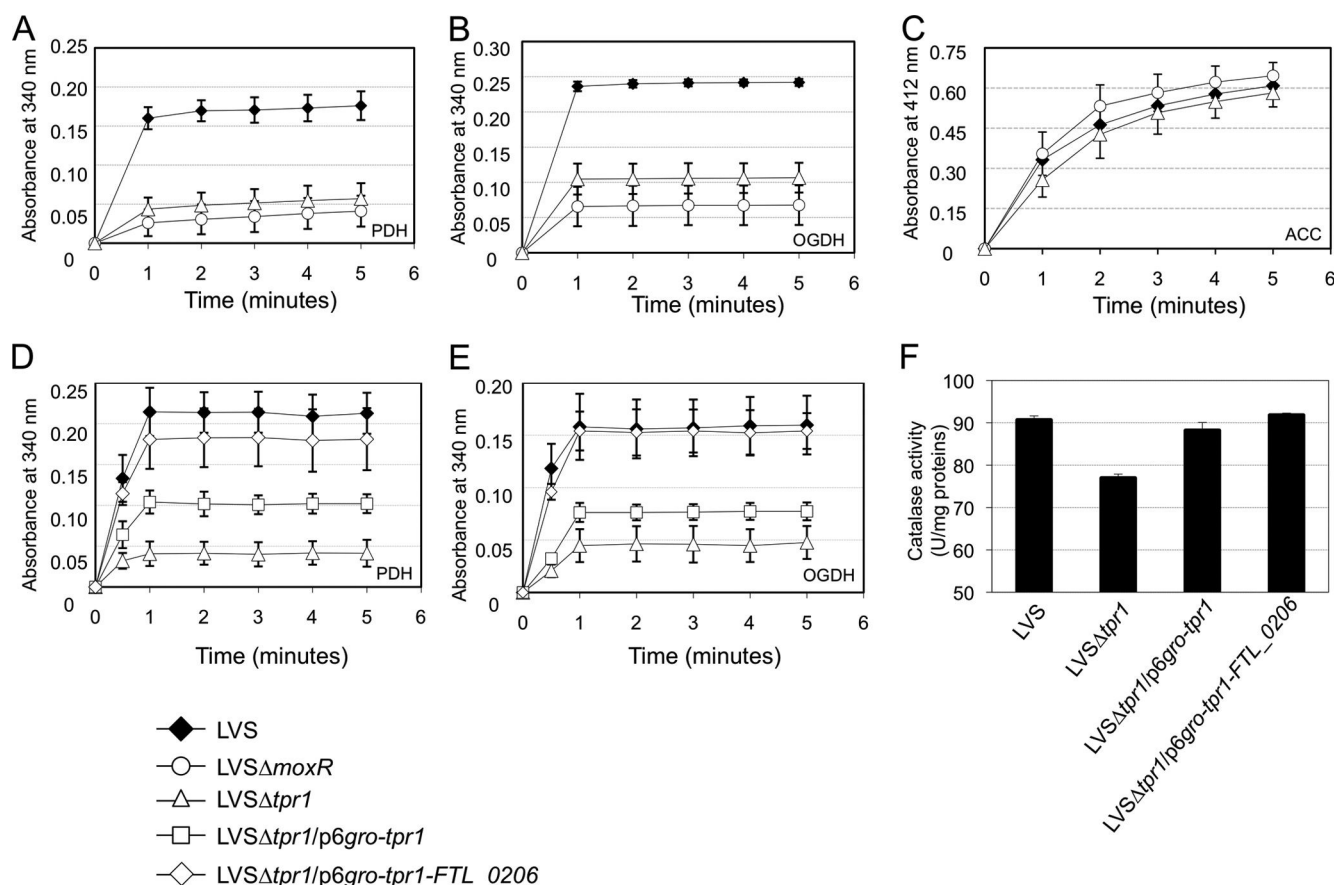 A
0.25
0.20
0.15
0.10
0.05
0
Absorbance at 340 nm
PDH
0 1 2 3 4 5 6
Time (minutes)
B
0.30
0.25
0.20
0.15
0.10
0.05
0
Absorbance at 340 nm
OGDH
0 1 2 3 4 5 6
Time (minutes)
C
0.75
0.60
0.45
0.30
0.15
0
Absorbance at 412 nm
ACC
0 1 2 3 4 5 6
Time (minutes)
D
0.25
0.20
0.15
0.10
0.05
0
Absorbance at 340 nm
PDH
0 1 2 3 4 5 6
Time (minutes)
E
0.20
0.15
0.10
0.05
0
Absorbance at 340 nm
OGDH
0 1 2 3 4 5 6
Time (minutes)
F
100
90
80
70
60
50
Catalase activity
(U/mg proteins)
LVS
LVSΔtpr1
LVSΔtpr1/p6gro-tpr1
LVSΔtpr1/p6gro-tpr1-FTL_0206
LVS
LVSΔmoxR
LVSΔtpr1
LVSΔtpr1/p6gro-tpr1
LVSΔtpr1/p6gro-tpr1-FTL_0206